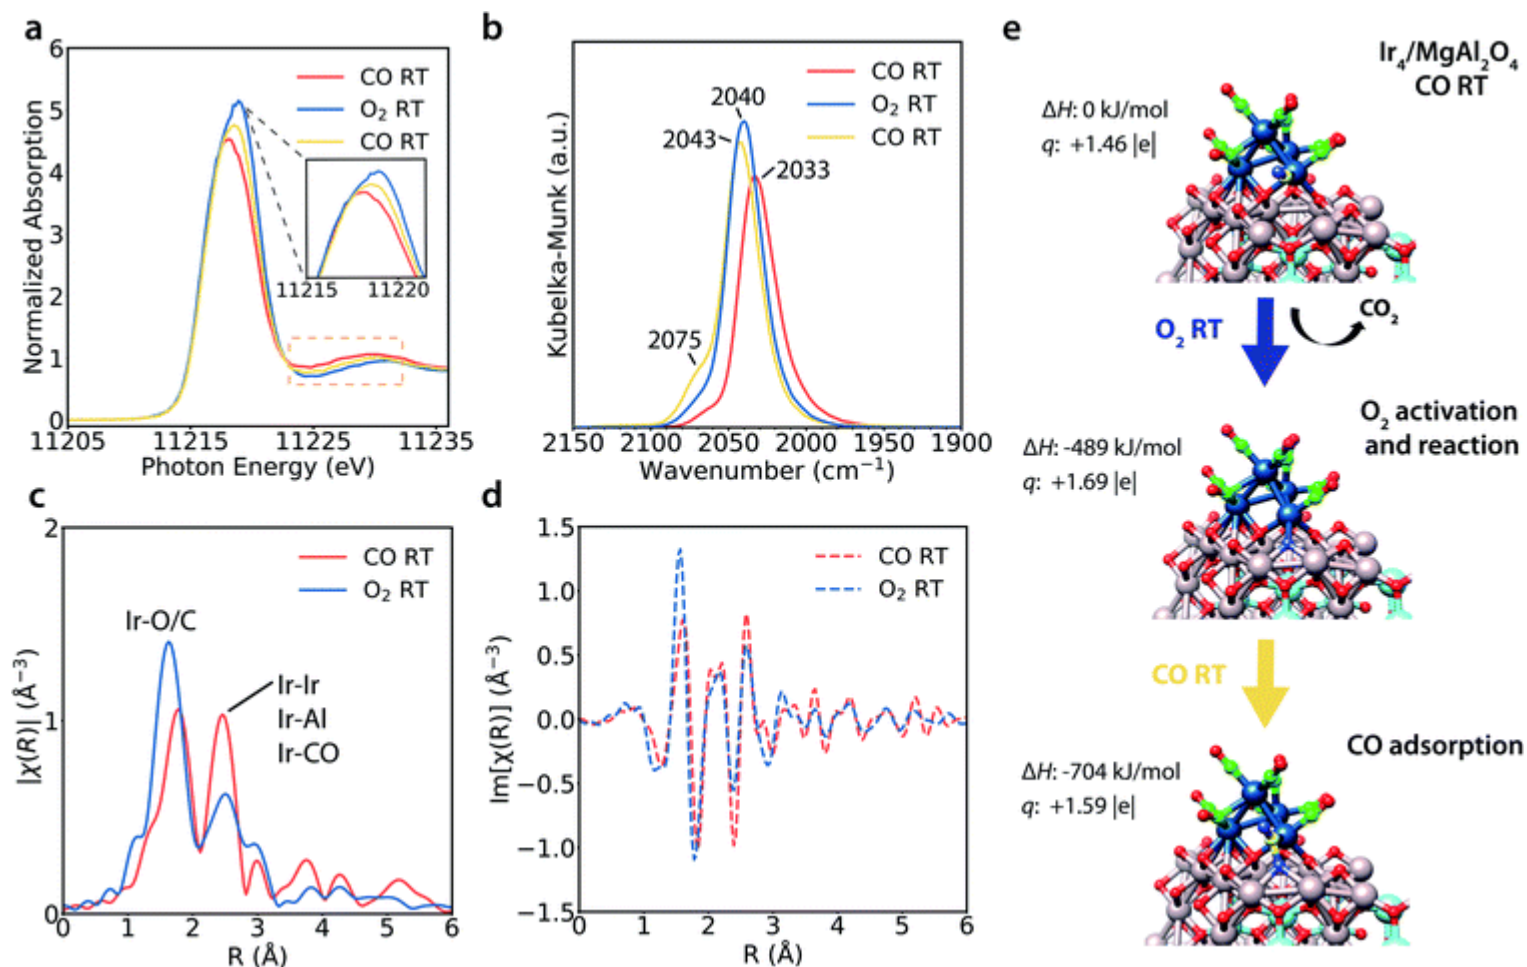 a
6
5
4
3
2
1
0
Normalized Absorption
CO RT
O₂ RT
CO RT
11215 11220
11205 11215 11225 11235
Photon Energy (eV)
b
Kubelka-Munk (a.u.)
CO RT
O₂ RT
CO RT
2040
2043
2033
2075
2150 2100 2040 2000 1950 1900
Wavenumber (cm⁻¹)
c
2
1
0
|χ(R)| (Å⁻³)
CO RT
O₂ RT
Ir-O/C
Ir-Ir
Ir-Al
Ir-CO
0 1 2 3 4 5 6
R (Å)
d
1.5
1.0
0.5
0.0
−0.5
−1.0
−1.5
Im[χ(R)] (Å⁻³)
CO RT
O₂ RT
0 1 2 3 4 5 6
R (Å)
e
Ir₄/MgAl₂O₄
CO RT
ΔH: 0 kJ/mol
q: +1.46 |e|
O₂ RT
CO₂
O₂ activation
and reaction
ΔH: -489 kJ/mol
q: +1.69 |e|
CO RT
CO adsorption
ΔH: -704 kJ/mol
q: +1.59 |e|